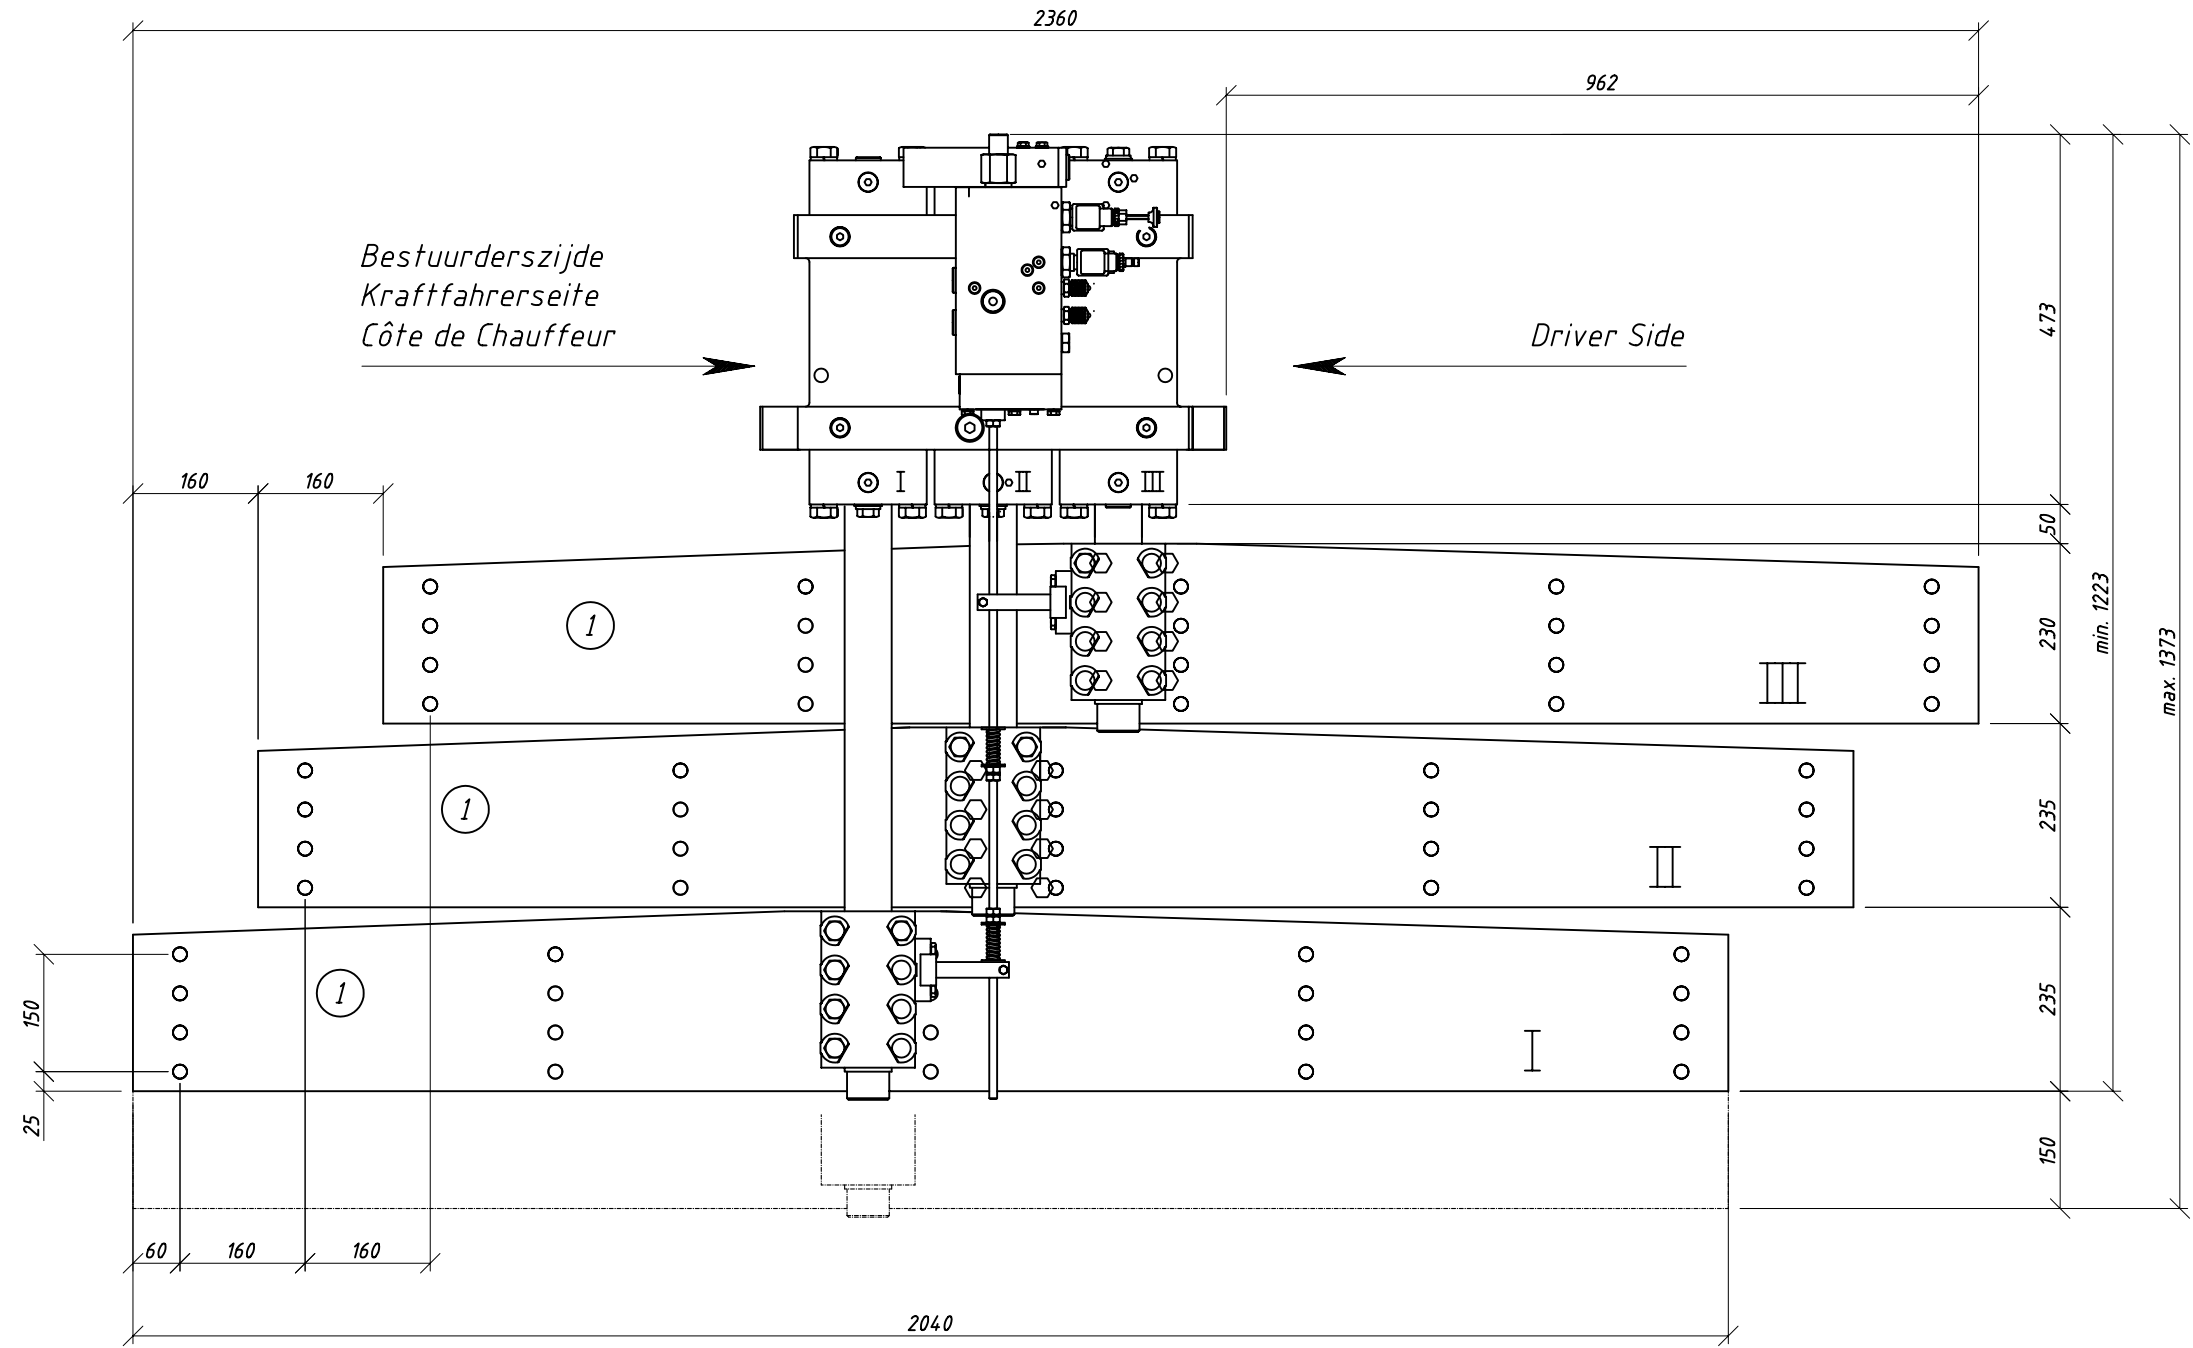 2360
962
Bestuurderszijde
Kraftfahrerseite
Côte de Chauffeur
Driver Side
473
160
160
I
II
III
50
min. 1223
max. 1373
1
230
III
1
235
II
1
235
I
150
25
150
60
160
160
2040